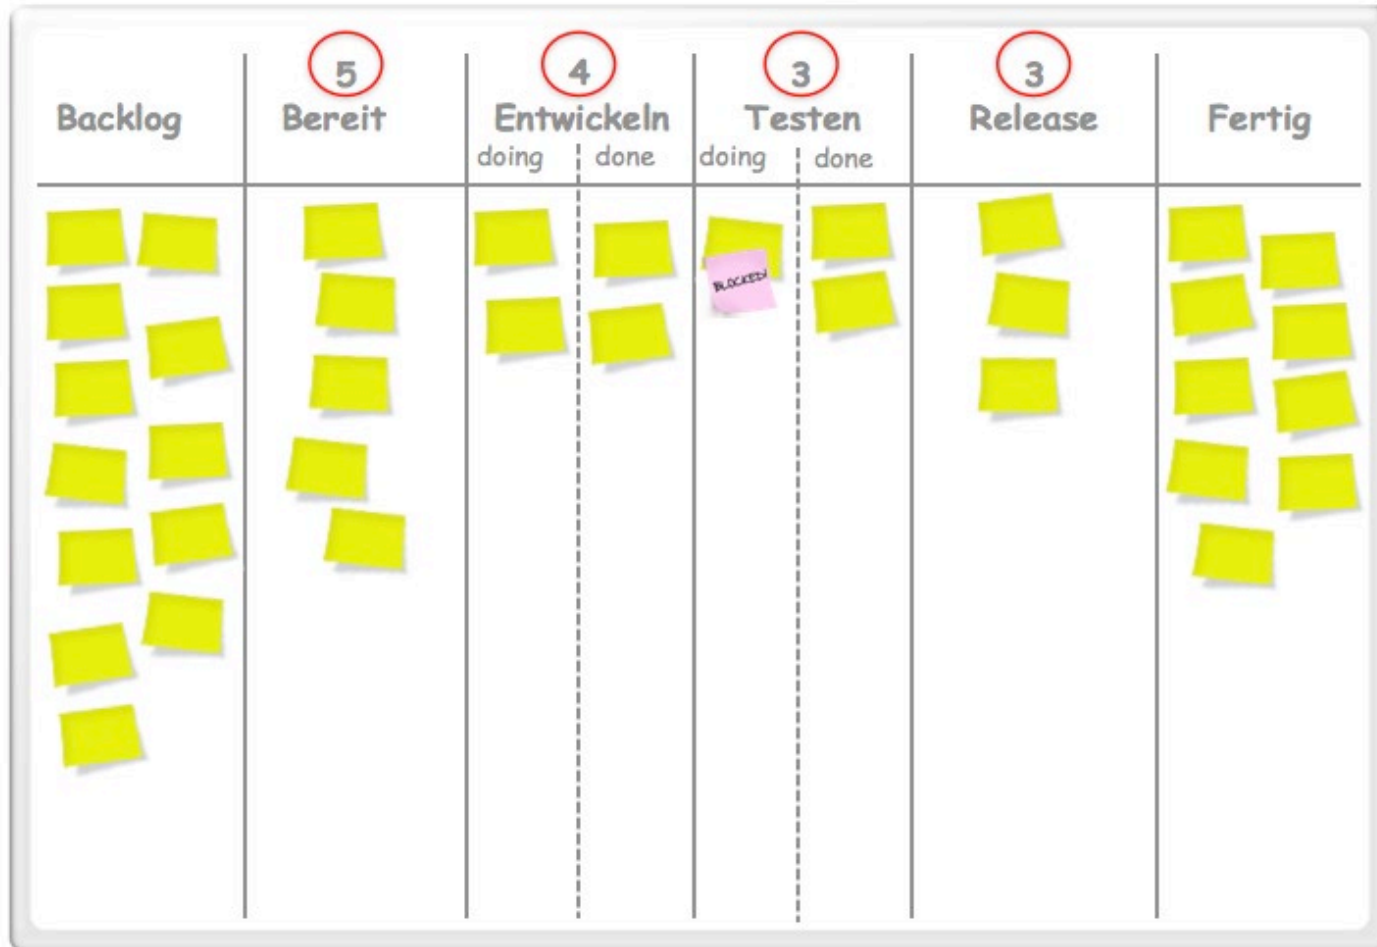 5
4
3
3
Backlog
Bereit
Entwickeln
Testen
Release
Fertig
doing
done
doing
done
BLOCKED!